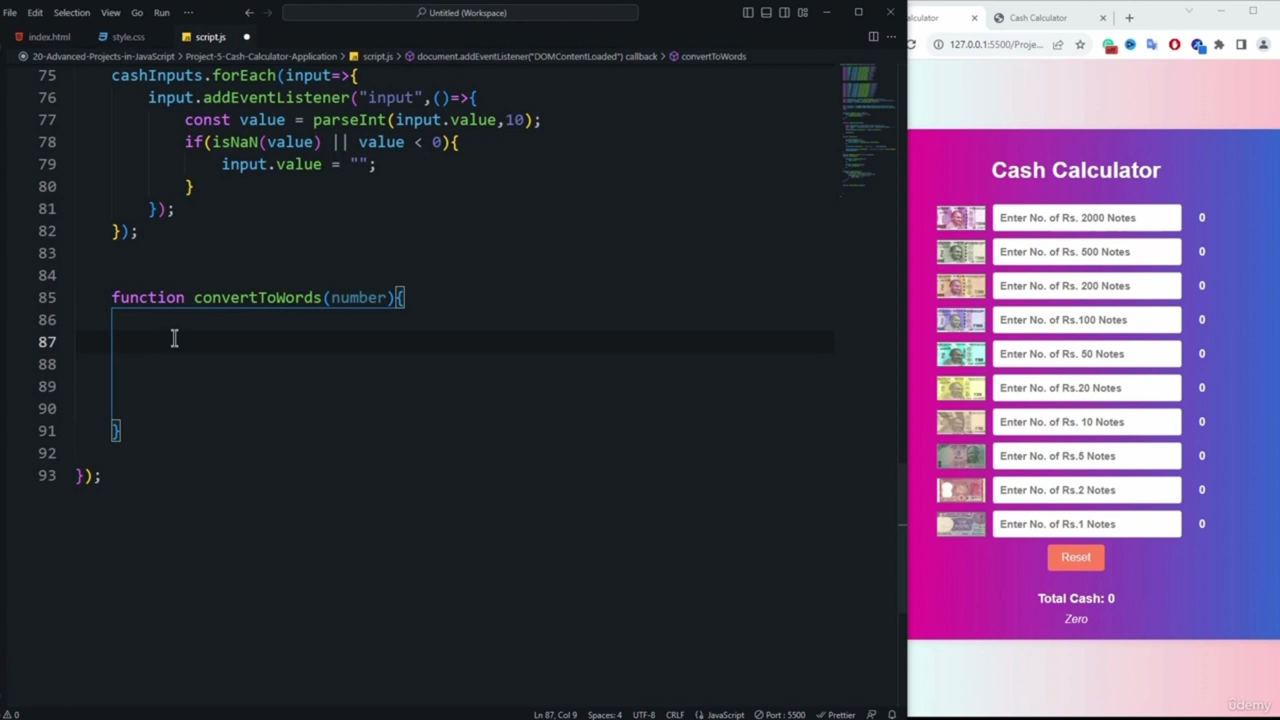 File Edit Selection View Go Run ··· Untitled (Workspace)
index.html style.css script.js
20-Advanced-Projects-in-JavaScript > Project-5-Cash-Calculator-Application > script.js > document.addEventListener("DOMContentLoaded") callback > convertToWords
75 cashInputs.forEach(input=>{
76 input.addEventListener("input",()=>{
77 const value = parseInt(input.value,10);
78 if(isNaN(value) || value < 0){
79 input.value = "";
80 }
81 });
82 });
83
84
85 function convertToWords(number){
86
87
88
89
90
91 }
92
93 });
0 Ln 87, Col 9 Spaces: 4 UTF-8 CRLF JavaScript Port : 5500 Prettier
alculator Cash Calculator
127.0.0.1:5500/Proje...
Cash Calculator
Enter No. of Rs. 2000 Notes 0
Enter No. of Rs. 500 Notes 0
Enter No. of Rs. 200 Notes 0
Enter No. of Rs.100 Notes 0
Enter No. of Rs. 50 Notes 0
Enter No. of Rs.20 Notes 0
Enter No. of Rs. 10 Notes 0
Enter No. of Rs.5 Notes 0
Enter No. of Rs.2 Notes 0
Enter No. of Rs.1 Notes 0
Reset
Total Cash: 0
Zero
ûdemy